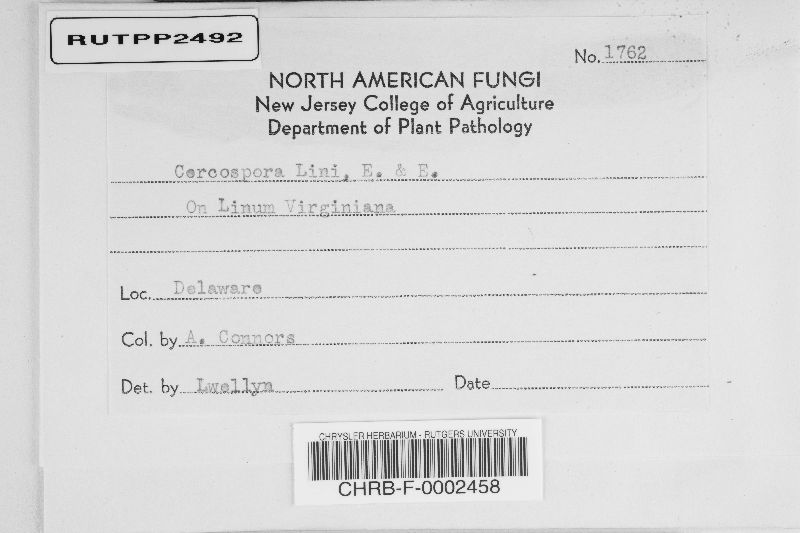 RUTPP2492
No. 1762
NORTH AMERICAN FUNGI
New Jersey College of Agriculture
Department of Plant Pathology
Cercospora Lini, E. & E.
On Linum Virginiana
Loc. Delaware
Col. by A. Connors
Det. by Lwellyn Date
CHRYSLER HERBARIUM - RUTGERS UNIVERSITY
CHRB-F-0002458